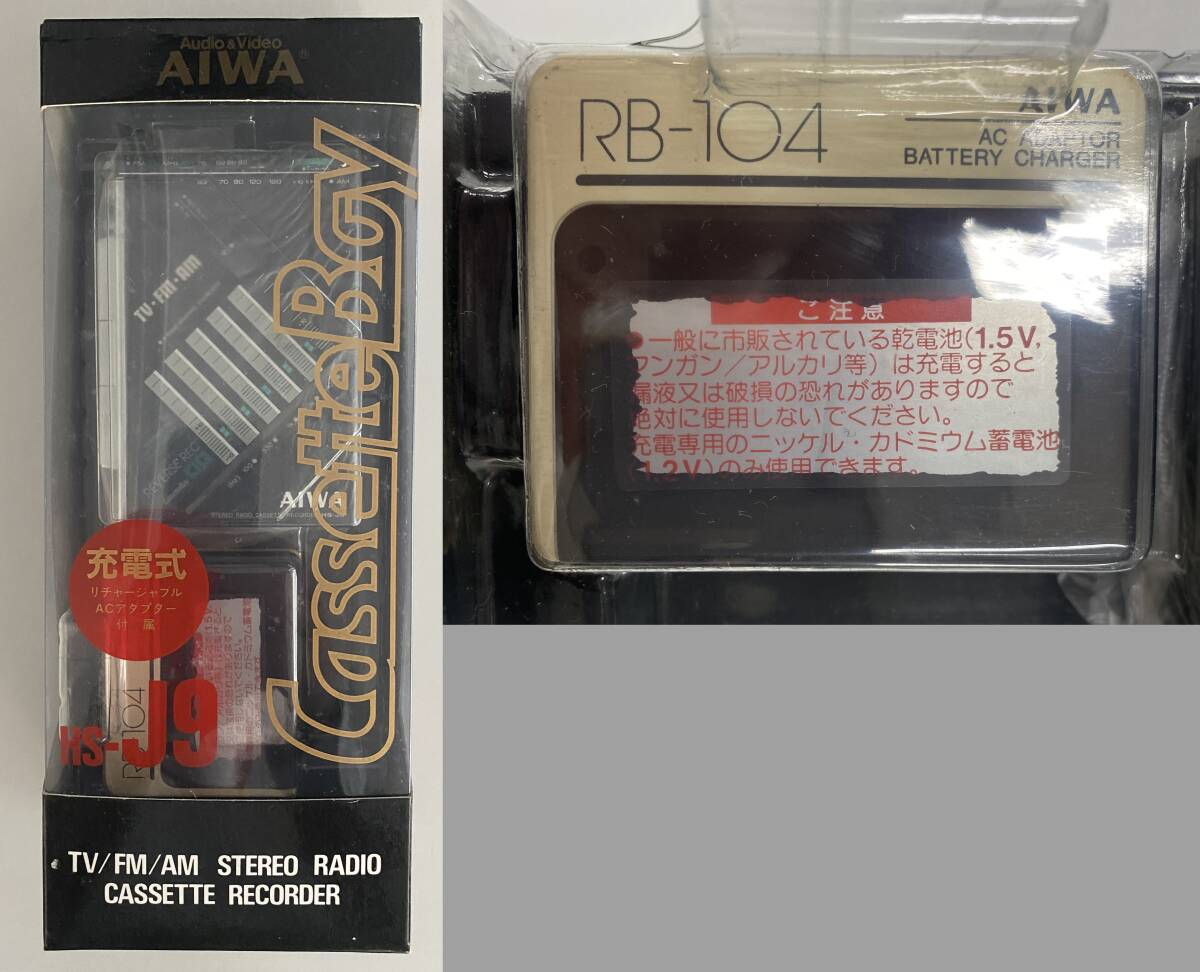 Audio & Video
AIWA®
CassetteBoy
TV·FM·AM
AIWA
充電式
リチャージャブル
ACアダプター
付属
RB-104
HS-J9
TV/FM/AM STEREO RADIO
CASSETTE RECORDER
RB-104
AIWA
AC ADAPTOR
BATTERY CHARGER
ご注意
●一般に市販されている乾電池(1.5V,
マンガン/アルカリ等)は充電すると
漏液又は破損の恐れがありますので
絶対に使用しないでください。
充電専用のニッケル・カドミウム蓄電池
(1.2V)のみ使用できます。